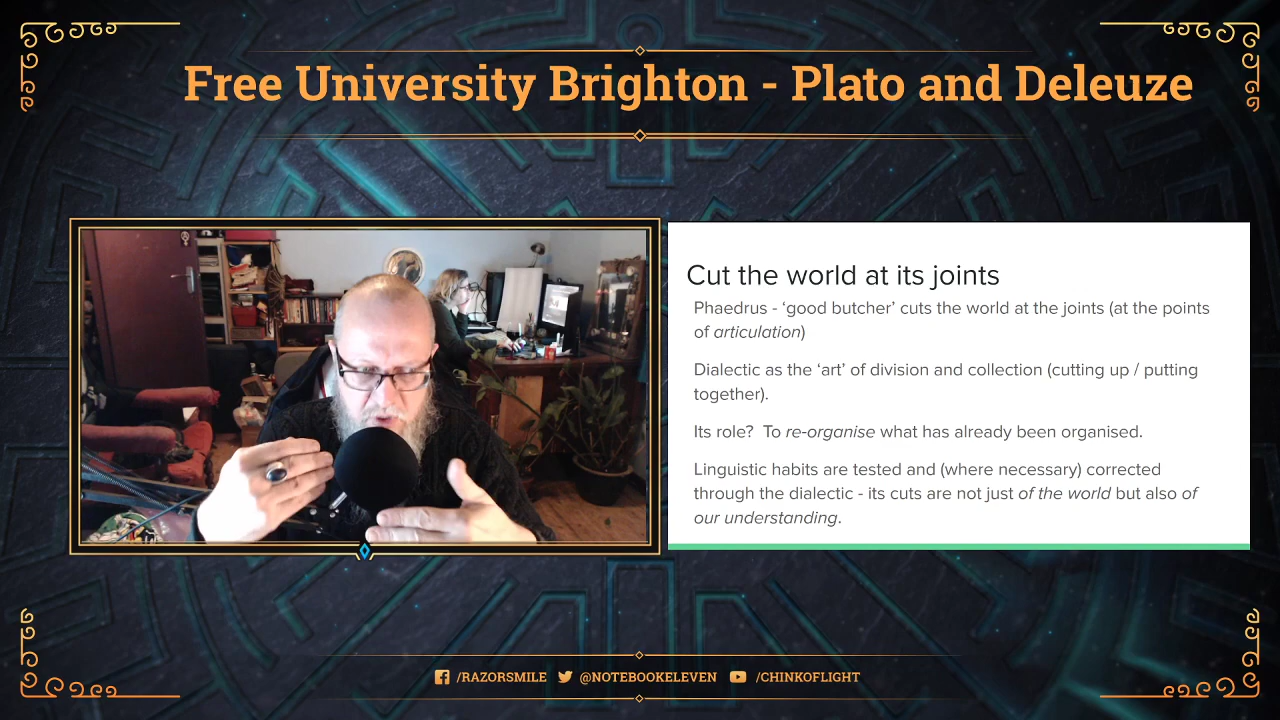 Free University Brighton - Plato and Deleuze
Cut the world at its joints
Phaedrus - ‘good butcher’ cuts the world at the joints (at the points
of articulation)
Dialectic as the ‘art’ of division and collection (cutting up / putting
together).
Its role?  To re-organise what has already been organised.
Linguistic habits are tested and (where necessary) corrected
through the dialectic - its cuts are not just of the world but also of
our understanding.
/RAZORSMILE @NOTEBOOKELEVEN /CHINKOFLIGHT